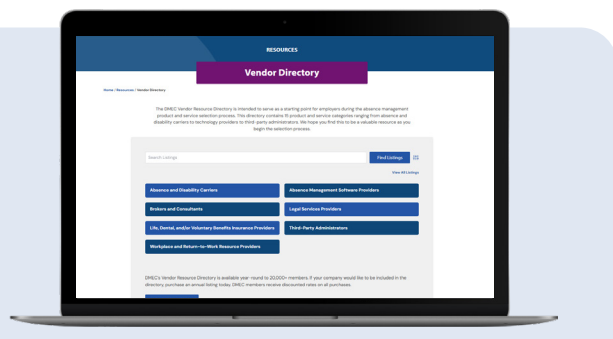 RESOURCES
Vendor Directory
Home / Resources / Vendor Directory
The DMEC Vendor Resource Directory is intended to serve as a starting point for employers during the absence management
product and service selection process. This directory contains 15 product and service categories ranging from absence and
disability carriers to technology providers to third-party administrators. We hope you find this to be a valuable resource as you
begin the selection process.
Search Listings
Find Listings
View All Listings
Absence and Disability Carriers
Absence Management Software Providers
Brokers and Consultants
Legal Services Providers
Life, Dental, and/or Voluntary Benefits Insurance Providers
Third-Party Administrators
Workplace and Return-to-Work Resource Providers
DMEC's Vendor Resource Directory is available year-round to 20,000+ members. If your company would like to be included in the
directory, purchase an annual listing today. DMEC members receive discounted rates on all purchases.